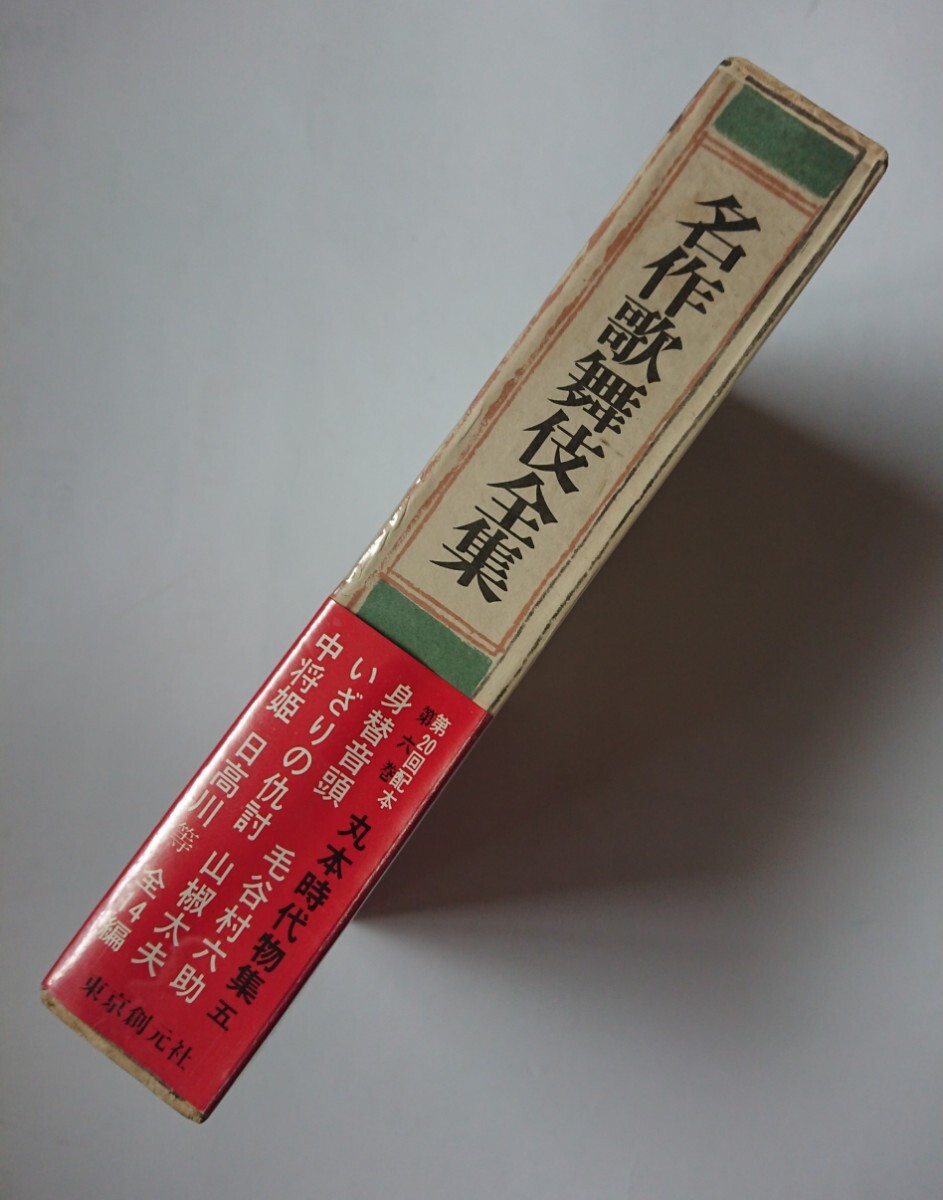 名作歌舞伎全集
第20回配本
第六巻
丸本時代物集 五
身替音頭 毛谷村六助
いざりの仇討 山椒太夫
中将姫 日高川 等 全14編
東京創元社